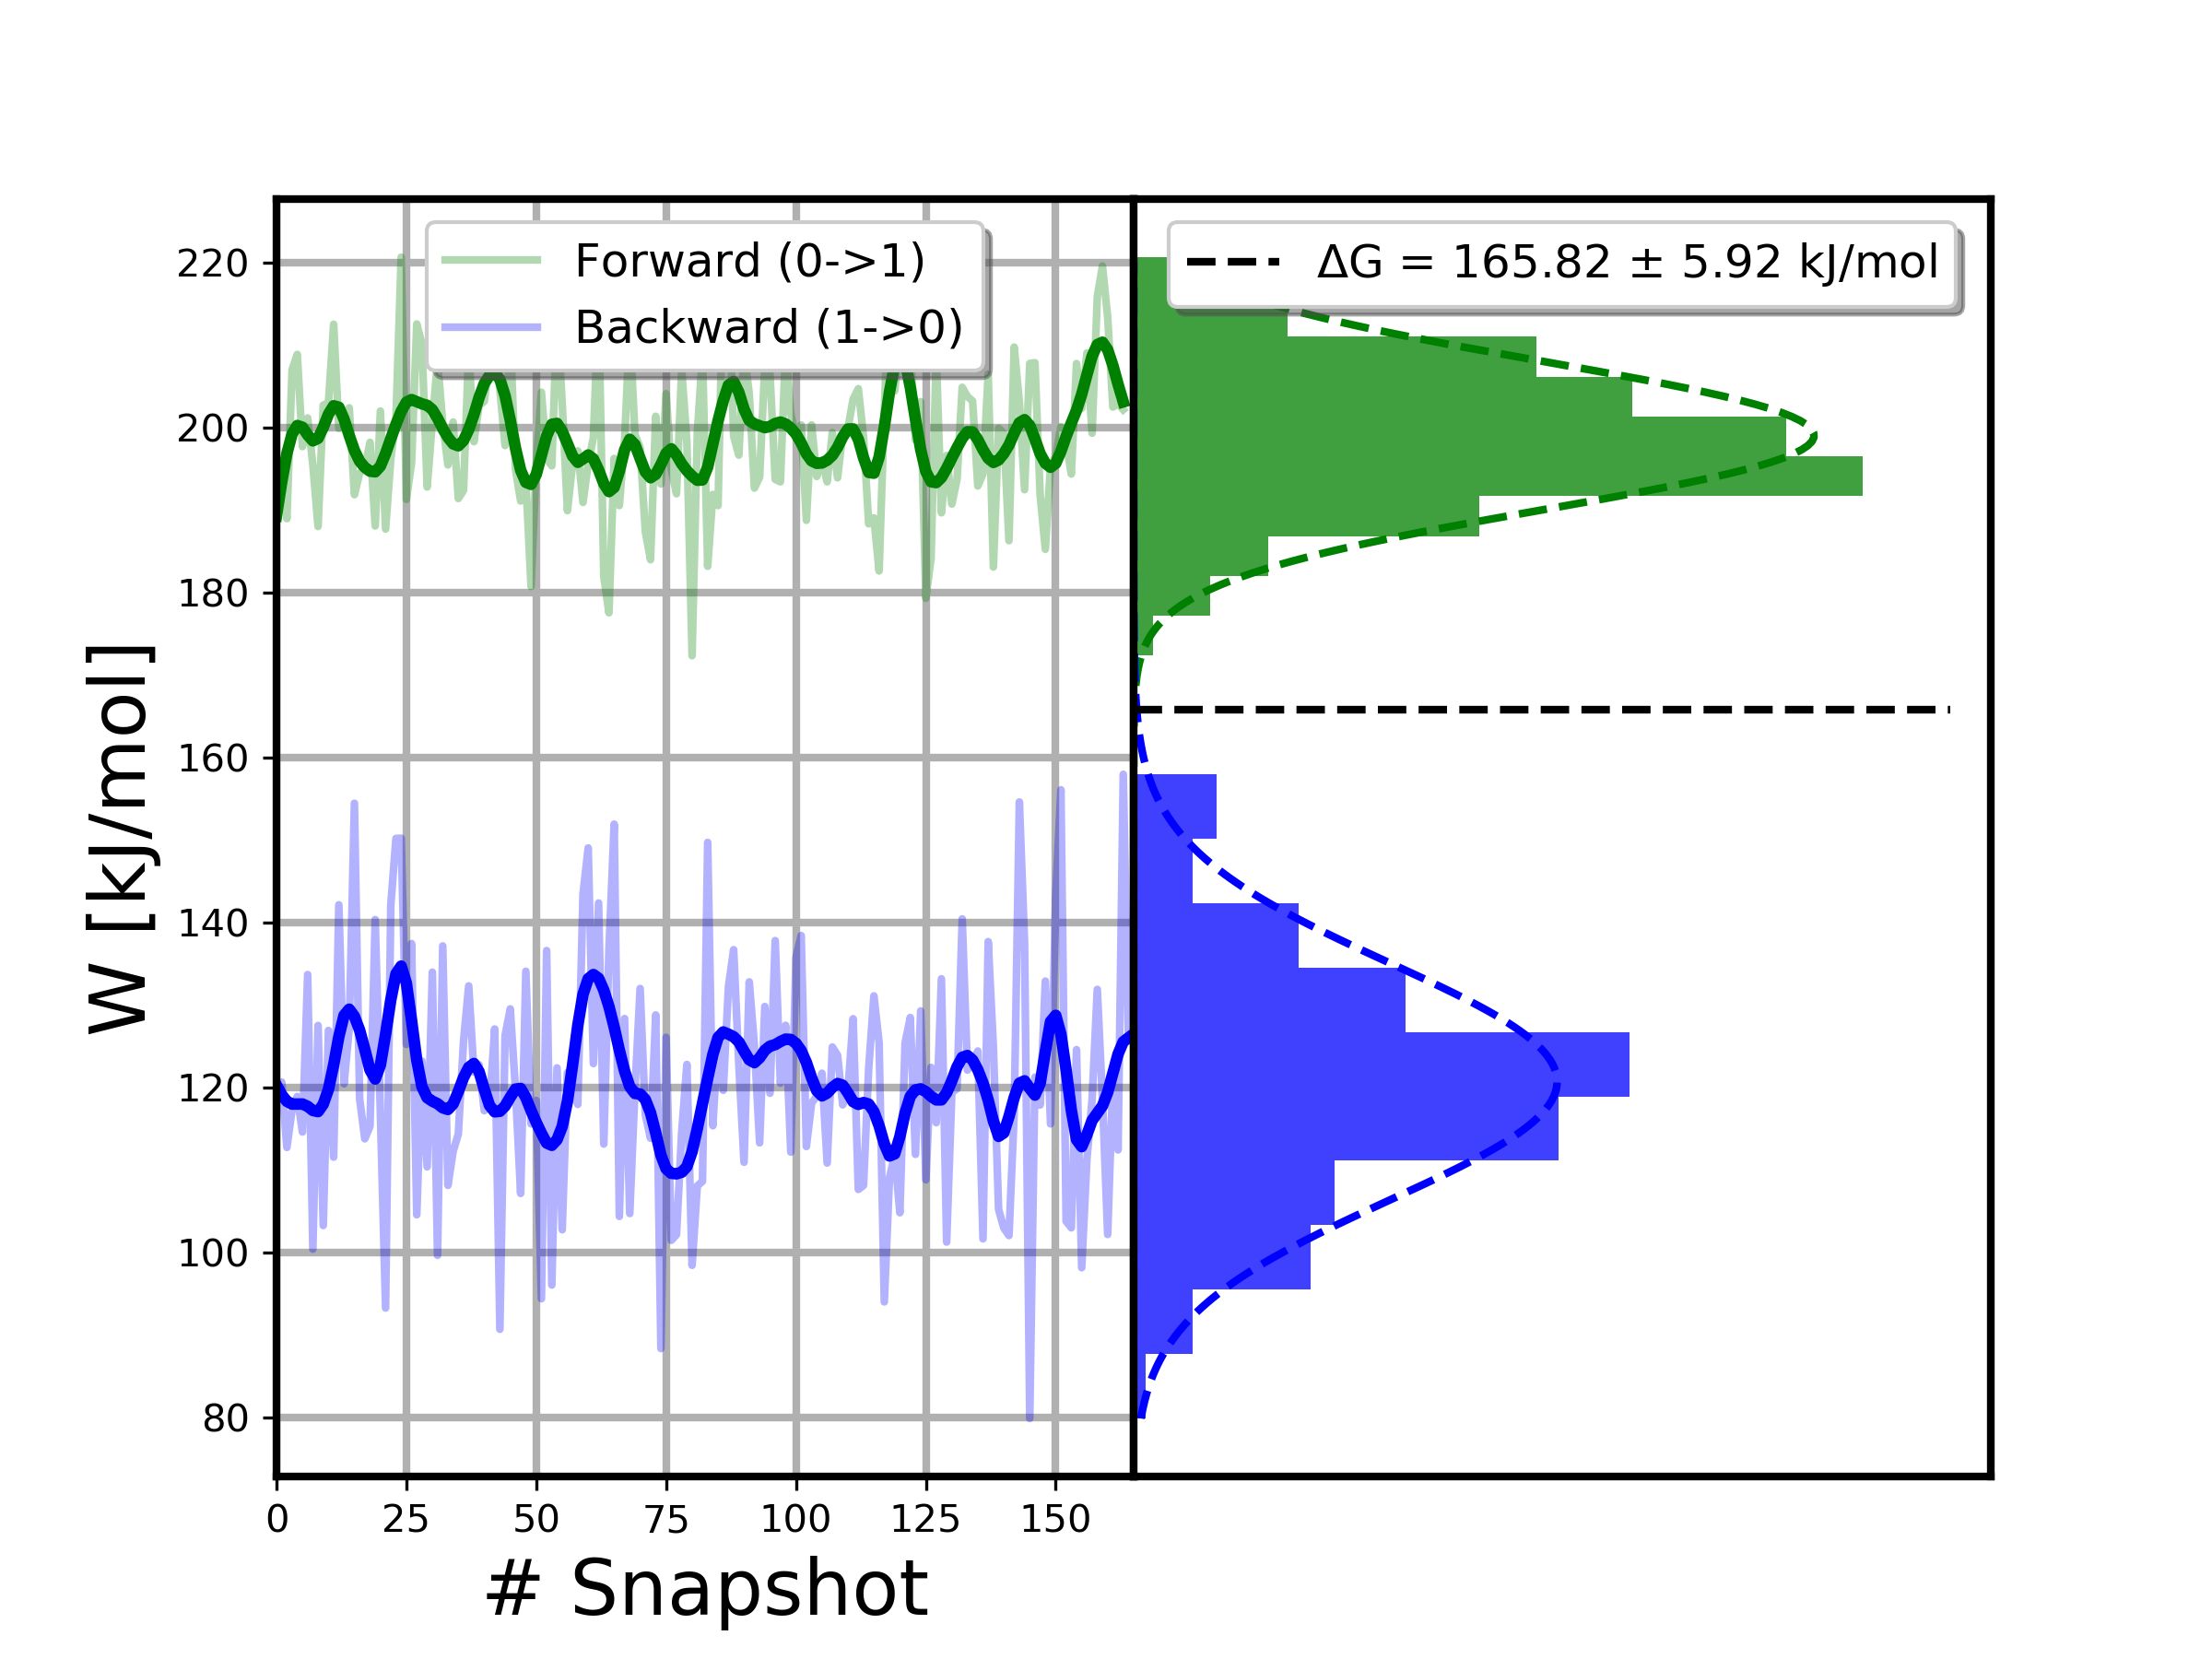 Forward (0->1)
Backward (1->0)
ΔG = 165.82 ± 5.92 kJ/mol
W [kJ/mol]
220
200
180
160
140
120
100
80
0 25 50 75 100 125 150
# Snapshot